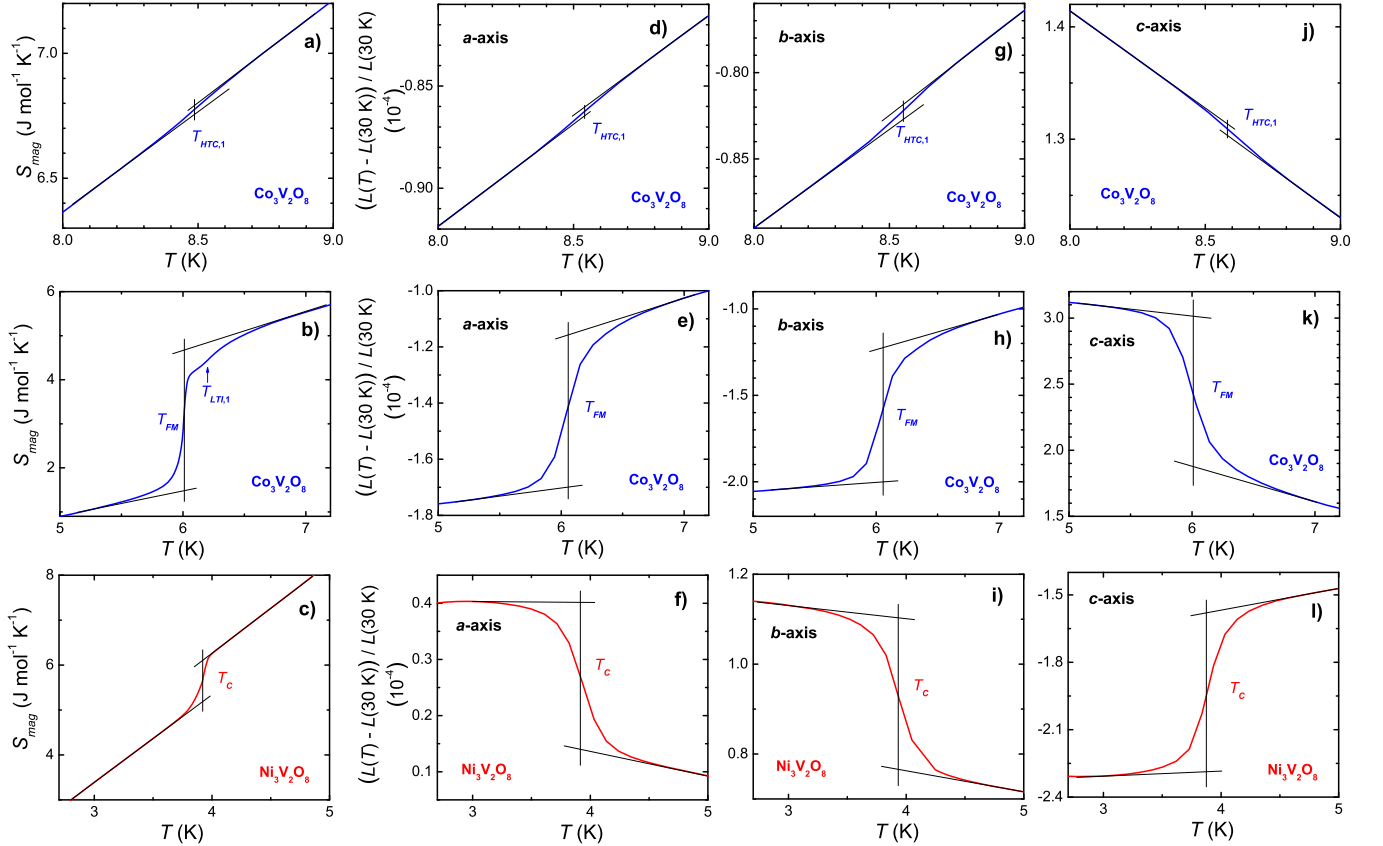 a)
7.0
6.5
S_mag (J mol⁻¹ K⁻¹)
T_HTC,1
Co₃V₂O₈
8.0 8.5 9.0
T (K)
d)
a-axis
-0.85
-0.90
(L(T) - L(30 K)) / L(30 K)
(10⁻⁴)
T_HTC,1
Co₃V₂O₈
8.0 8.5 9.0
T (K)
g)
b-axis
-0.80
-0.85
T_HTC,1
Co₃V₂O₈
8.0 8.5 9.0
T (K)
j)
c-axis
1.4
1.3
T_HTC,1
Co₃V₂O₈
8.0 8.5 9.0
T (K)
b)
6
4
2
S_mag (J mol⁻¹ K⁻¹)
T_LTI,1
T_FM
Co₃V₂O₈
5 6 7
T (K)
e)
a-axis
-1.0
-1.2
-1.4
-1.6
-1.8
(L(T) - L(30 K)) / L(30 K)
(10⁻⁴)
T_FM
Co₃V₂O₈
5 6 7
T (K)
h)
b-axis
-1.0
-1.5
-2.0
T_FM
Co₃V₂O₈
5 6 7
T (K)
k)
c-axis
3.0
2.5
2.0
1.5
T_FM
Co₃V₂O₈
5 6 7
T (K)
c)
8
6
4
S_mag (J mol⁻¹ K⁻¹)
T_C
Ni₃V₂O₈
3 4 5
T (K)
f)
a-axis
0.4
0.3
0.2
0.1
(L(T) - L(30 K)) / L(30 K)
(10⁻⁴)
T_C
Ni₃V₂O₈
3 4 5
T (K)
i)
b-axis
1.2
1.0
0.8
T_C
Ni₃V₂O₈
3 4 5
T (K)
l)
c-axis
-1.5
-1.8
-2.1
-2.4
T_C
Ni₃V₂O₈
3 4 5
T (K)